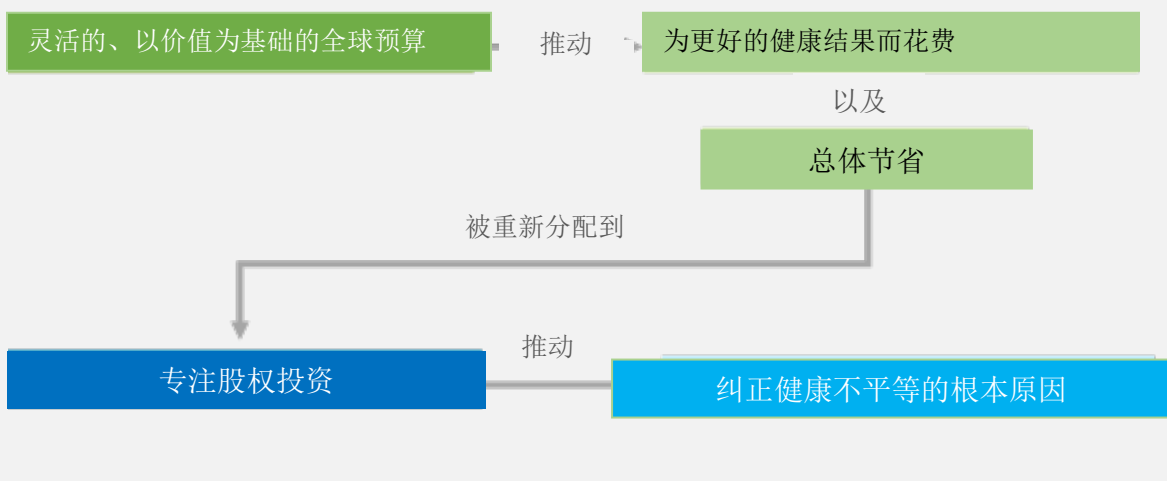 灵活的、以价值为基础的全球预算
推动
为更好的健康结果而花费
以及
总体节省
被重新分配到
推动
专注股权投资
纠正健康不平等的根本原因